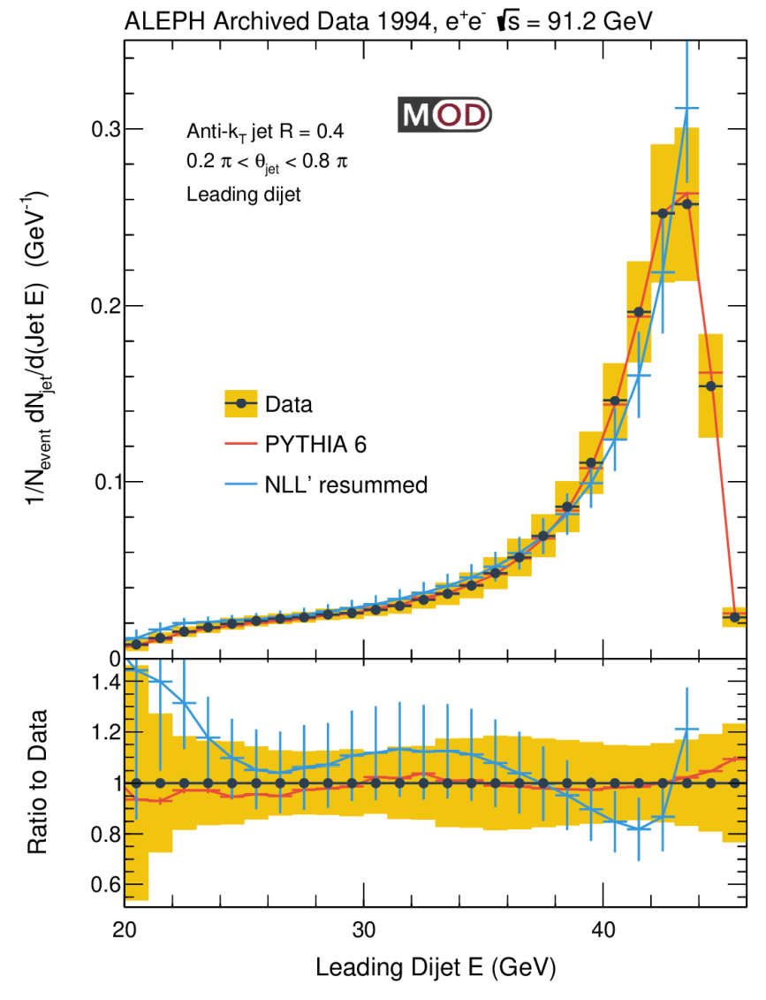 ALEPH Archived Data 1994, e⁺e⁻ √s = 91.2 GeV
MOD
Anti-k_T jet R = 0.4
0.2 π < θ_jet < 0.8 π
Leading dijet
1/N_event dN_jet/d(Jet E) (GeV⁻¹)
0.3
0.2
0.1
0
Data
PYTHIA 6
NLL' resummed
Ratio to Data
1.4
1.2
1
0.8
0.6
20 30 40
Leading Dijet E (GeV)